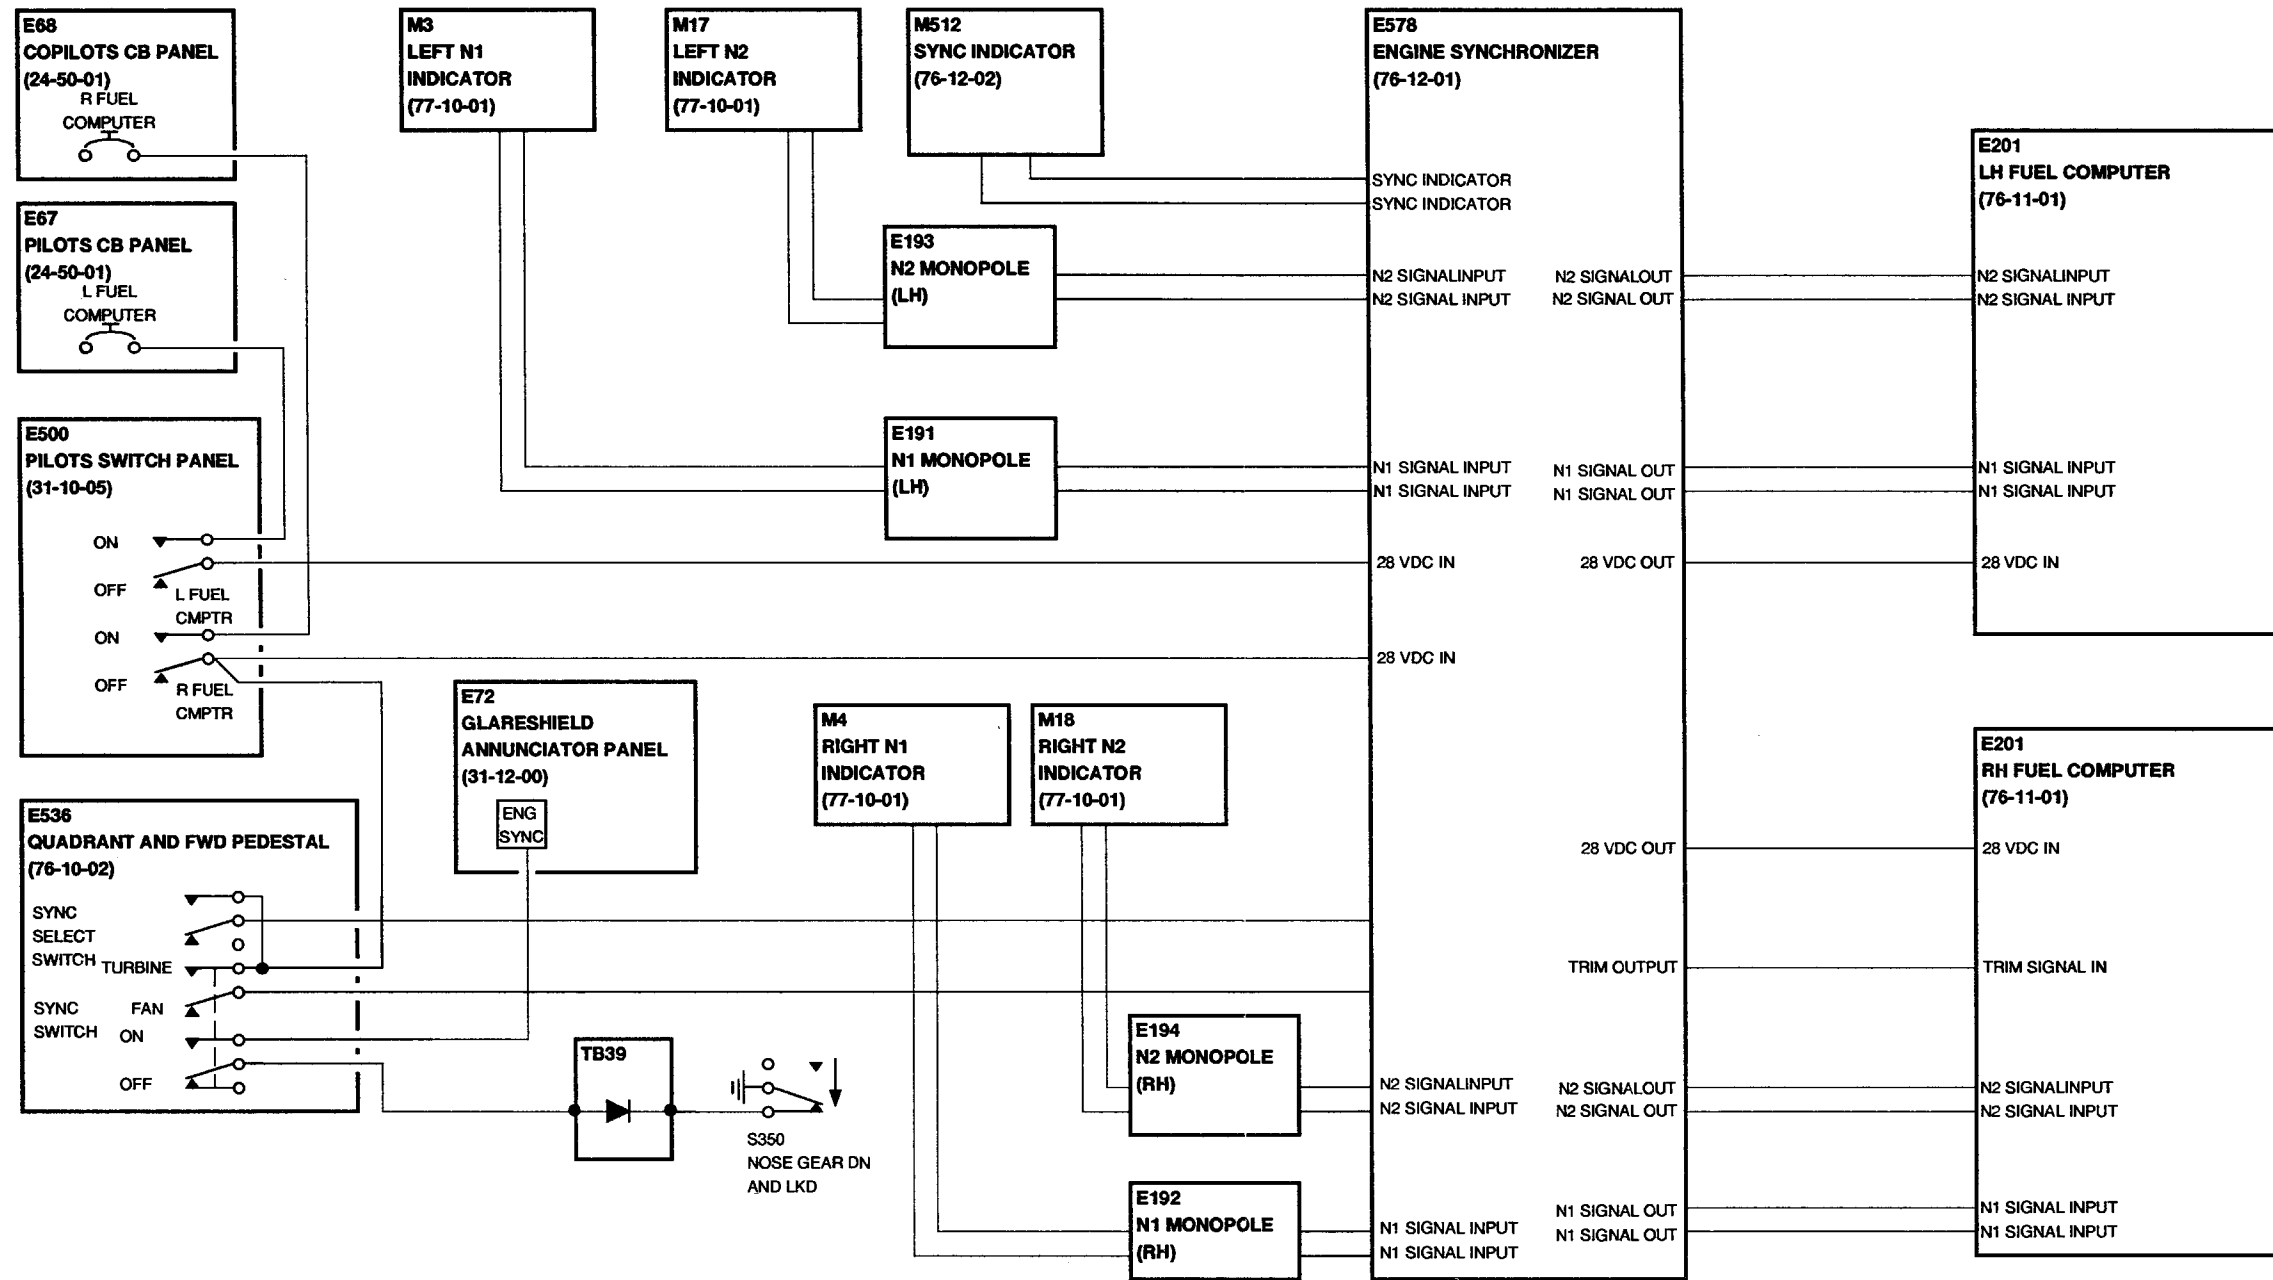 E68
COPILOTS CB PANEL
(24-50-01)
R FUEL
COMPUTER
E67
PILOTS CB PANEL
(24-50-01)
L FUEL
COMPUTER
E500
PILOTS SWITCH PANEL
(31-10-05)
ON
OFF
L FUEL
CMPTR
ON
OFF
R FUEL
CMPTR
E536
QUADRANT AND FWD PEDESTAL
(76-10-02)
SYNC
SELECT
SWITCH
TURBINE
FAN
SYNC
SWITCH
ON
OFF
M3
LEFT N1
INDICATOR
(77-10-01)
M17
LEFT N2
INDICATOR
(77-10-01)
M512
SYNC INDICATOR
(76-12-02)
E193
N2 MONOPOLE
(LH)
E191
N1 MONOPOLE
(LH)
E72
GLARESHIELD
ANNUNCIATOR PANEL
(31-12-00)
ENG
SYNC
M4
RIGHT N1
INDICATOR
(77-10-01)
M18
RIGHT N2
INDICATOR
(77-10-01)
TB39
S350
NOSE GEAR DN
AND LKD
E194
N2 MONOPOLE
(RH)
E192
N1 MONOPOLE
(RH)
E578
ENGINE SYNCHRONIZER
(76-12-01)
SYNC INDICATOR
SYNC INDICATOR
N2 SIGNALINPUT
N2 SIGNAL INPUT
N2 SIGNALOUT
N2 SIGNAL OUT
N1 SIGNAL INPUT
N1 SIGNAL INPUT
N1 SIGNAL OUT
N1 SIGNAL OUT
28 VDC IN
28 VDC OUT
28 VDC IN
28 VDC OUT
TRIM OUTPUT
N2 SIGNALINPUT
N2 SIGNAL INPUT
N2 SIGNALOUT
N2 SIGNAL OUT
N1 SIGNAL INPUT
N1 SIGNAL INPUT
N1 SIGNAL OUT
N1 SIGNAL OUT
E201
LH FUEL COMPUTER
(76-11-01)
N2 SIGNALINPUT
N2 SIGNAL INPUT
N1 SIGNAL INPUT
N1 SIGNAL INPUT
28 VDC IN
E201
RH FUEL COMPUTER
(76-11-01)
28 VDC IN
TRIM SIGNAL IN
N2 SIGNALINPUT
N2 SIGNAL INPUT
N1 SIGNAL INPUT
N1 SIGNAL INPUT